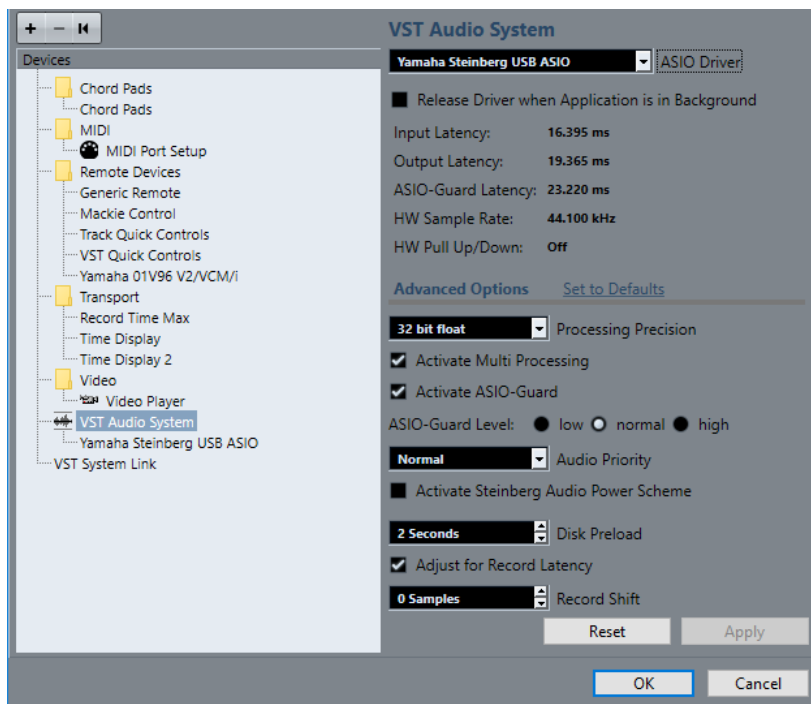 Devices
Chord Pads
Chord Pads
MIDI
MIDI Port Setup
Remote Devices
Generic Remote
Mackie Control
Track Quick Controls
VST Quick Controls
Yamaha 01V96 V2/VCM/i
Transport
Record Time Max
Time Display
Time Display 2
Video
Video Player
VST Audio System
Yamaha Steinberg USB ASIO
VST System Link
VST Audio System
Yamaha Steinberg USB ASIO ASIO Driver
Release Driver when Application is in Background
Input Latency: 16.395 ms
Output Latency: 19.365 ms
ASIO-Guard Latency: 23.220 ms
HW Sample Rate: 44.100 kHz
HW Pull Up/Down: Off
Advanced Options Set to Defaults
32 bit float Processing Precision
Activate Multi Processing
Activate ASIO-Guard
ASIO-Guard Level: low normal high
Normal Audio Priority
Activate Steinberg Audio Power Scheme
2 Seconds Disk Preload
Adjust for Record Latency
0 Samples Record Shift
Reset Apply
OK Cancel